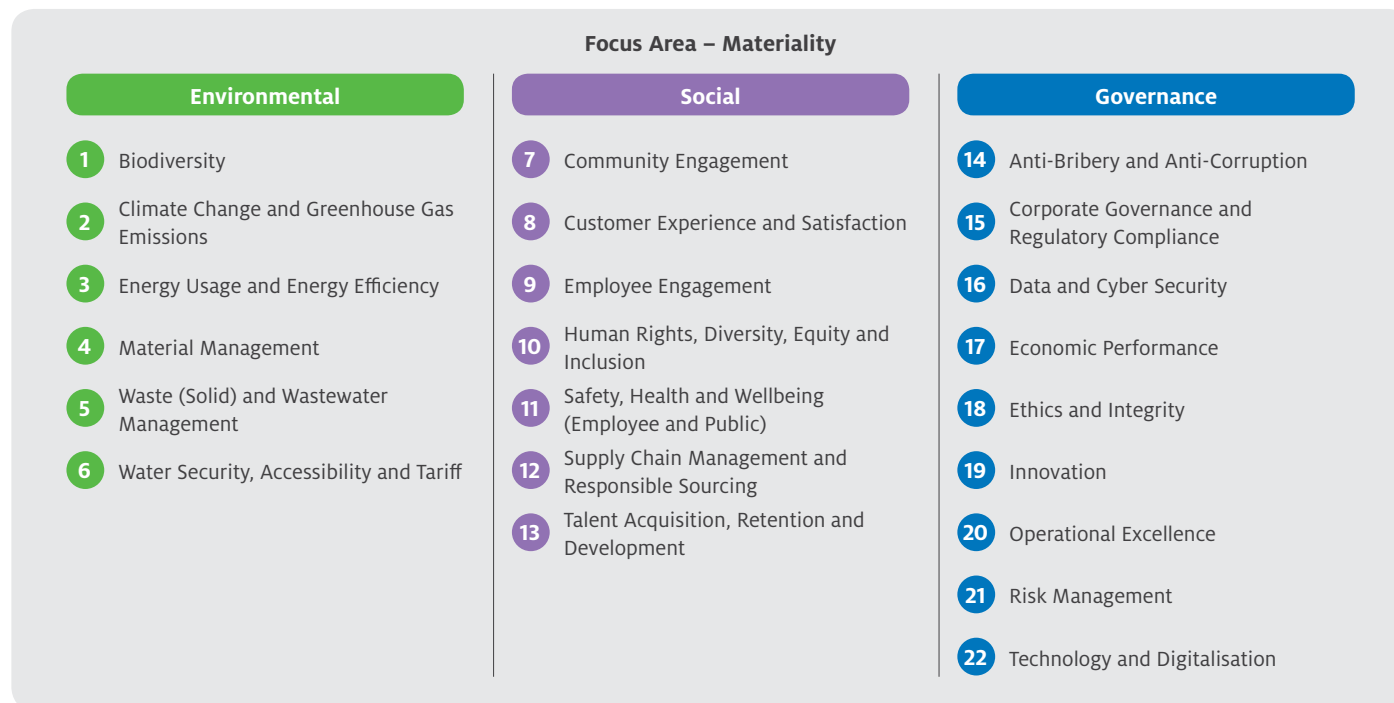 Focus Area – Materiality
Environmental
1 Biodiversity
2 Climate Change and Greenhouse Gas
Emissions
3 Energy Usage and Energy Efficiency
4 Material Management
5 Waste (Solid) and Wastewater
Management
6 Water Security, Accessibility and Tariff
Social
7 Community Engagement
8 Customer Experience and Satisfaction
9 Employee Engagement
10 Human Rights, Diversity, Equity and
Inclusion
11 Safety, Health and Wellbeing
(Employee and Public)
12 Supply Chain Management and
Responsible Sourcing
13 Talent Acquisition, Retention and
Development
Governance
14 Anti-Bribery and Anti-Corruption
15 Corporate Governance and
Regulatory Compliance
16 Data and Cyber Security
17 Economic Performance
18 Ethics and Integrity
19 Innovation
20 Operational Excellence
21 Risk Management
22 Technology and Digitalisation